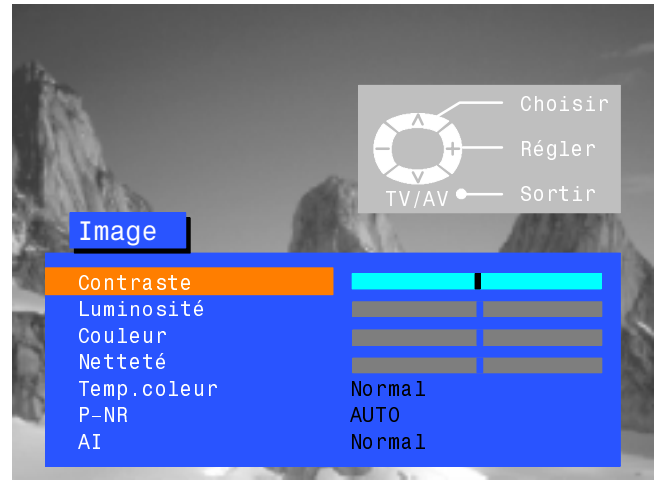 Choisir
Régler
TV/AV Sortir
Image
Contraste
Luminosité
Couleur
Netteté
Temp.coleur Normal
P-NR AUTO
AI Normal